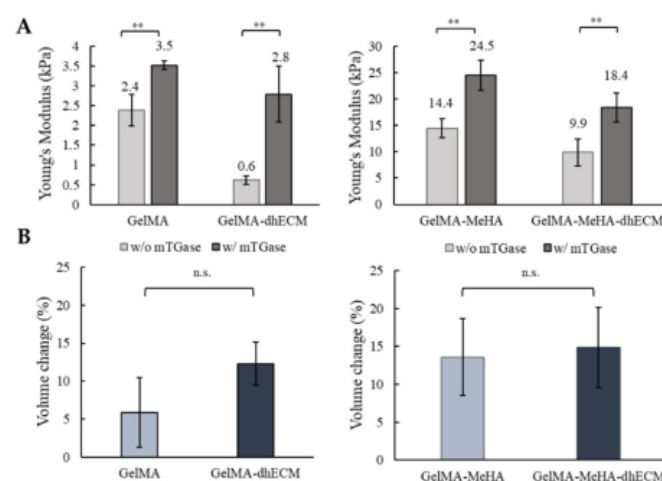 A
Young's Modulus (kPa)
4
3.5
3
2.5
2
1.5
1
0.5
0
**
2.4
3.5
**
0.6
2.8
GelMA
GelMA-dhECM
w/o mTGase
w/ mTGase
Young's Modulus (kPa)
30
25
20
15
10
5
0
**
14.4
24.5
**
9.9
18.4
GelMA-MeHA
GelMA-MeHA-dhECM
w/o mTGase
w/ mTGase
B
Volume change (%)
25
20
15
10
5
0
n.s.
GelMA
GelMA-dhECM
Volume change (%)
25
20
15
10
5
0
n.s.
GelMA-MeHA
GelMA-MeHA-dhECM